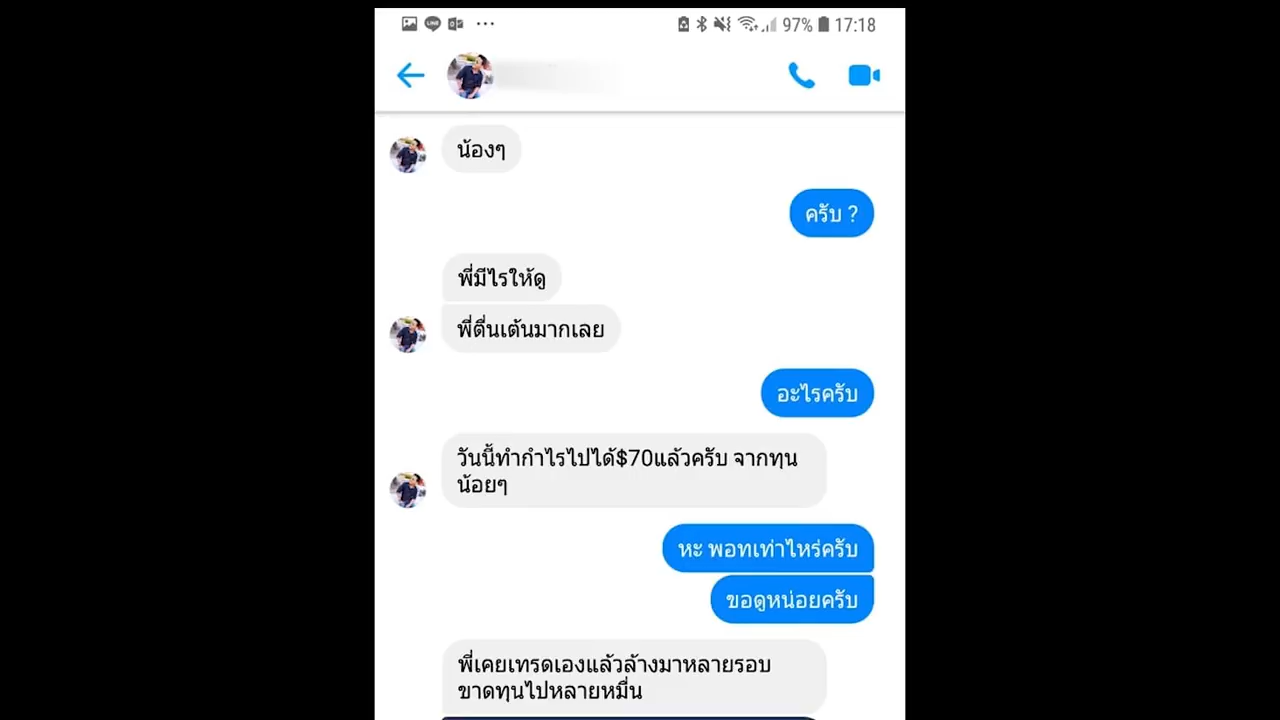 97% 17:18
น้องๆ
ครับ ?
พี่มีไรให้ดู
พี่ตื่นเต้นมากเลย
อะไรครับ
วันนี้ทำกำไรไปได้$70แล้วครับ จากทุน
น้อยๆ
หะ พอทเท่าไหร่ครับ
ขอดูหน่อยครับ
พี่เคยเทรดเองแล้วล้างมาหลายรอบ
ขาดทุนไปหลายหมื่น